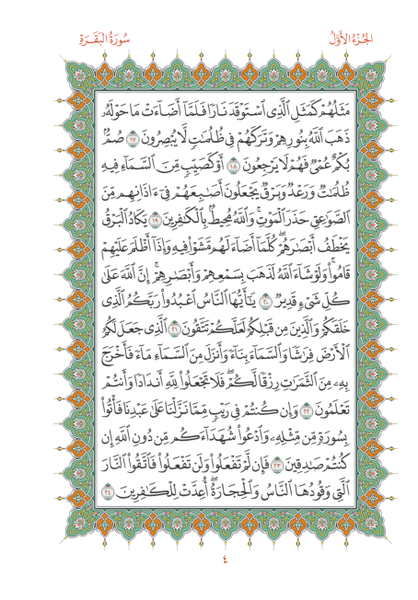 الجزء الأول
سورة البقرة
مَثَلُهُمْ كَمَثَلِ ٱلَّذِى ٱسْتَوْقَدَ نَارًا فَلَمَّآ أَضَآءَتْ مَا حَوْلَهُۥ
ذَهَبَ ٱللَّهُ بِنُورِهِمْ وَتَرَكَهُمْ فِى ظُلُمَٰتٍ لَّا يُبْصِرُونَ ١٧ صُمٌّۢ
بُكْمٌ عُمْىٌ فَهُمْ لَا يَرْجِعُونَ ١٨ أَوْ كَصَيِّبٍ مِّنَ ٱلسَّمَآءِ فِيهِ
ظُلُمَٰتٌ وَرَعْدٌ وَبَرْقٌ يَجْعَلُونَ أَصَٰبِعَهُمْ فِىٓ ءَاذَانِهِم مِّنَ
ٱلصَّوَٰعِقِ حَذَرَ ٱلْمَوْتِ ۚ وَٱللَّهُ مُحِيطٌۢ بِٱلْكَٰفِرِينَ ١٩ يَكَادُ ٱلْبَرْقُ
يَخْطَفُ أَبْصَٰرَهُمْ ۖ كُلَّمَآ أَضَآءَ لَهُم مَّشَوْا۟ فِيهِ وَإِذَآ أَظْلَمَ عَلَيْهِمْ
قَامُوا۟ ۚ وَلَوْ شَآءَ ٱللَّهُ لَذَهَبَ بِسَمْعِهِمْ وَأَبْصَٰرِهِمْ ۚ إِنَّ ٱللَّهَ عَلَىٰ
كُلِّ شَىْءٍ قَدِيرٌ ٢٠ يَٰٓأَيُّهَا ٱلنَّاسُ ٱعْبُدُوا۟ رَبَّكُمُ ٱلَّذِى
خَلَقَكُمْ وَٱلَّذِينَ مِن قَبْلِكُمْ لَعَلَّكُمْ تَتَّقُونَ ٢١ ٱلَّذِى جَعَلَ لَكُمُ
ٱلْأَرْضَ فِرَٰشًا وَٱلسَّمَآءَ بِنَآءً وَأَنزَلَ مِنَ ٱلسَّمَآءِ مَآءً فَأَخْرَجَ
بِهِۦ مِنَ ٱلثَّمَرَٰتِ رِزْقًا لَّكُمْ ۖ فَلَا تَجْعَلُوا۟ لِلَّهِ أَندَادًا وَأَنتُمْ
تَعْلَمُونَ ٢٢ وَإِن كُنتُمْ فِى رَيْبٍ مِّمَّا نَزَّلْنَا عَلَىٰ عَبْدِنَا فَأْتُوا۟
بِسُورَةٍ مِّن مِّثْلِهِۦ وَٱدْعُوا۟ شُهَدَآءَكُم مِّن دُونِ ٱللَّهِ إِن
كُنتُمْ صَٰدِقِينَ ٢٣ فَإِن لَّمْ تَفْعَلُوا۟ وَلَن تَفْعَلُوا۟ فَٱتَّقُوا۟ ٱلنَّارَ
ٱلَّتِى وَقُودُهَا ٱلنَّاسُ وَٱلْحِجَارَةُ ۖ أُعِدَّتْ لِلْكَٰفِرِينَ ٢٤
٤